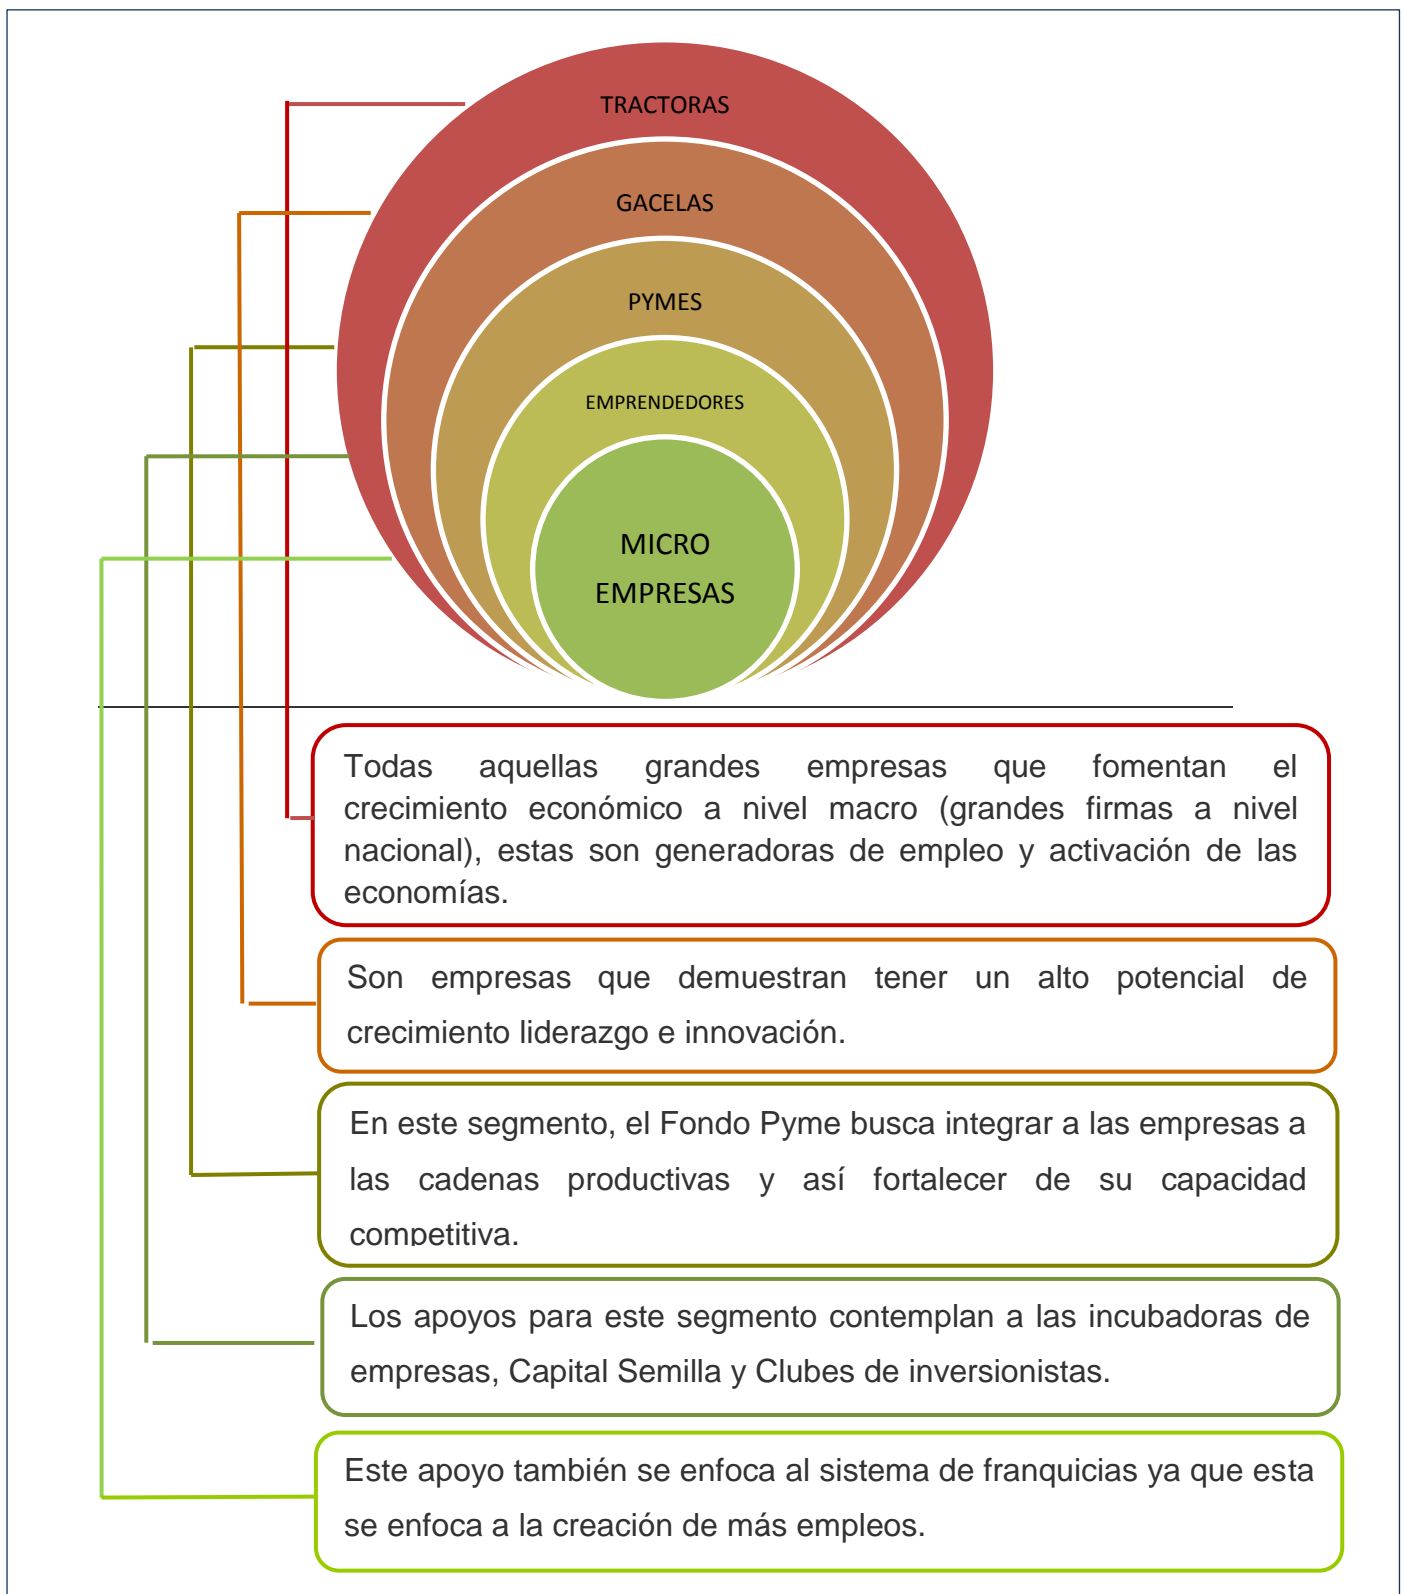 TRACTORAS
GACELAS
PYMES
EMPRENDEDORES
MICRO
EMPRESAS
Todas aquellas grandes empresas que fomentan el
crecimiento económico a nivel macro (grandes firmas a nivel
nacional), estas son generadoras de empleo y activación de las
economías.
Son empresas que demuestran tener un alto potencial de
crecimiento liderazgo e innovación.
En este segmento, el Fondo Pyme busca integrar a las empresas a
las cadenas productivas y así fortalecer de su capacidad
competitiva.
Los apoyos para este segmento contemplan a las incubadoras de
empresas, Capital Semilla y Clubes de inversionistas.
Este apoyo también se enfoca al sistema de franquicias ya que esta
se enfoca a la creación de más empleos.